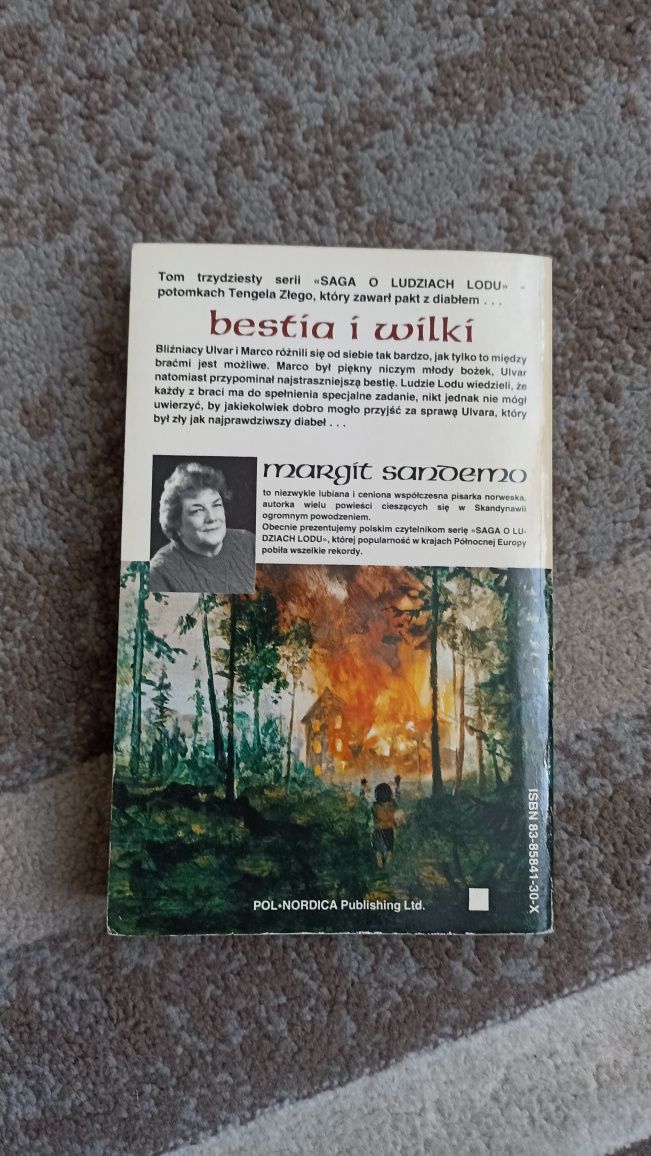 Tom trzydziesty serii «SAGA O LUDZIACH LODU» –
potomkach Tengela Złego, który zawarł pakt z diabłem . . .
bestia i wilki
Bliźniacy Ulvar i Marco różnili się od siebie tak bardzo, jak tylko to między
braćmi jest możliwe. Marco był piękny niczym młody bożek, Ulvar
natomiast przypominał najstraszniejszą bestię. Ludzie Lodu wiedzieli, że
każdy z braci ma do spełnienia specjalne zadanie, nikt jednak nie mógł
uwierzyć, by jakiekolwiek dobro mogło przyjść za sprawą Ulvara, który
był zły jak najprawdziwszy diabeł . . .
margit sandemo
to niezwykle lubiana i ceniona współczesna pisarka norweska,
autorka wielu powieści cieszących się w Skandynawii
ogromnym powodzeniem.
Obecnie prezentujemy polskim czytelnikom serię «SAGA O LU-
DZIACH LODU», której popularność w krajach Północnej Europy
pobiła wszelkie rekordy.
ISBN 83-85841-30-X
POL•NORDICA Publishing Ltd.